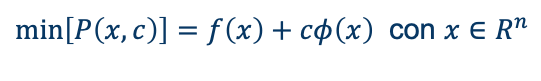 min[P(x, c)] = f(x) + cϕ(x) con x ∈ Rⁿ